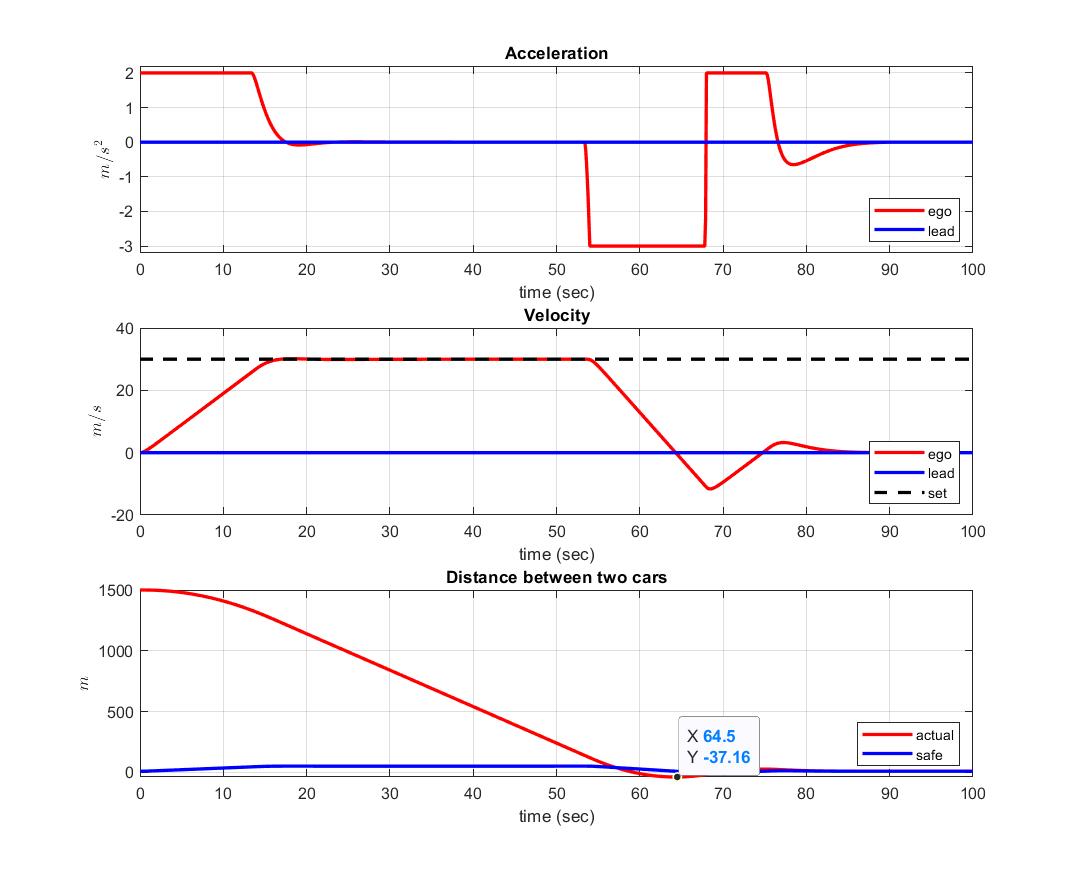 Acceleration
2
1
0
-1
-2
-3
m/s²
0 10 20 30 40 50 60 70 80 90 100
time (sec)
ego
lead
Velocity
40
20
0
-20
m/s
0 10 20 30 40 50 60 70 80 90 100
time (sec)
ego
lead
set
Distance between two cars
1500
1000
500
0
m
X 64.5
Y -37.16
0 10 20 30 40 50 60 70 80 90 100
time (sec)
actual
safe